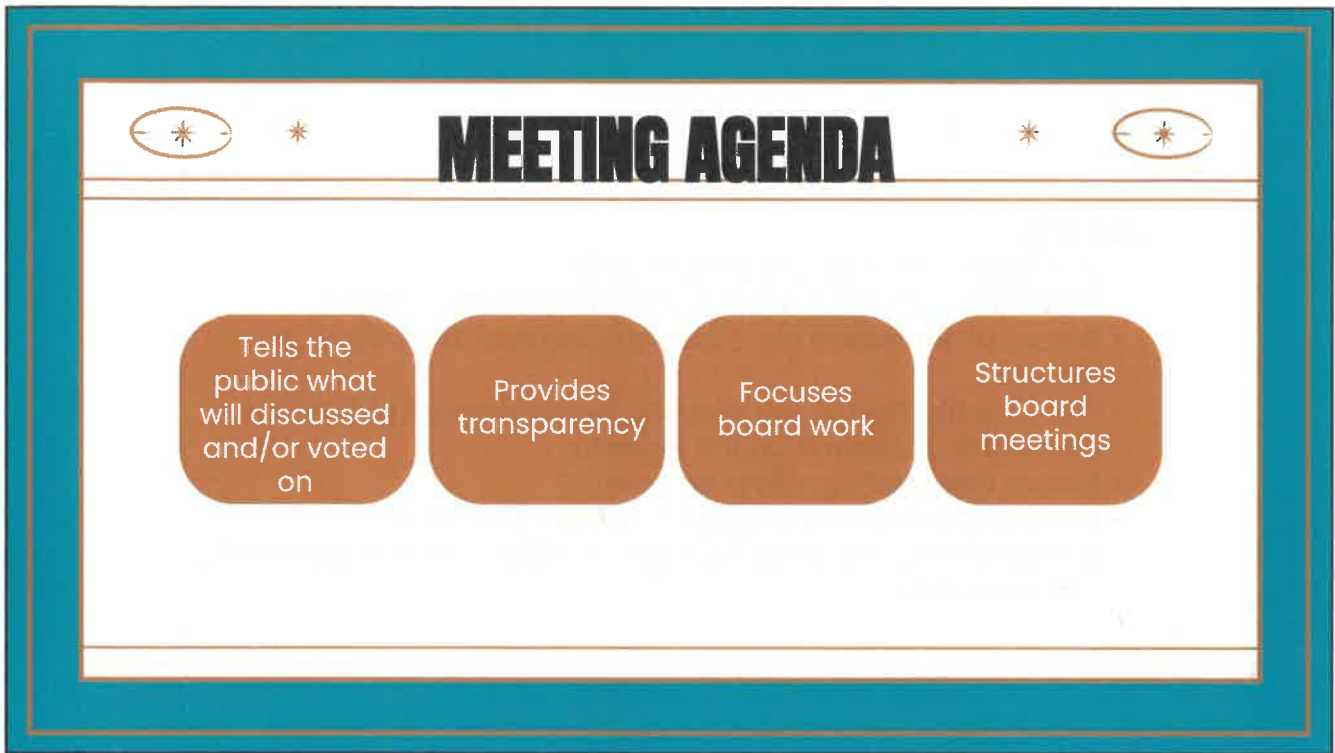 MEETING AGENDA
Tells the
public what
will discussed
and/or voted
on
Provides
transparency
Focuses
board work
Structures
board
meetings